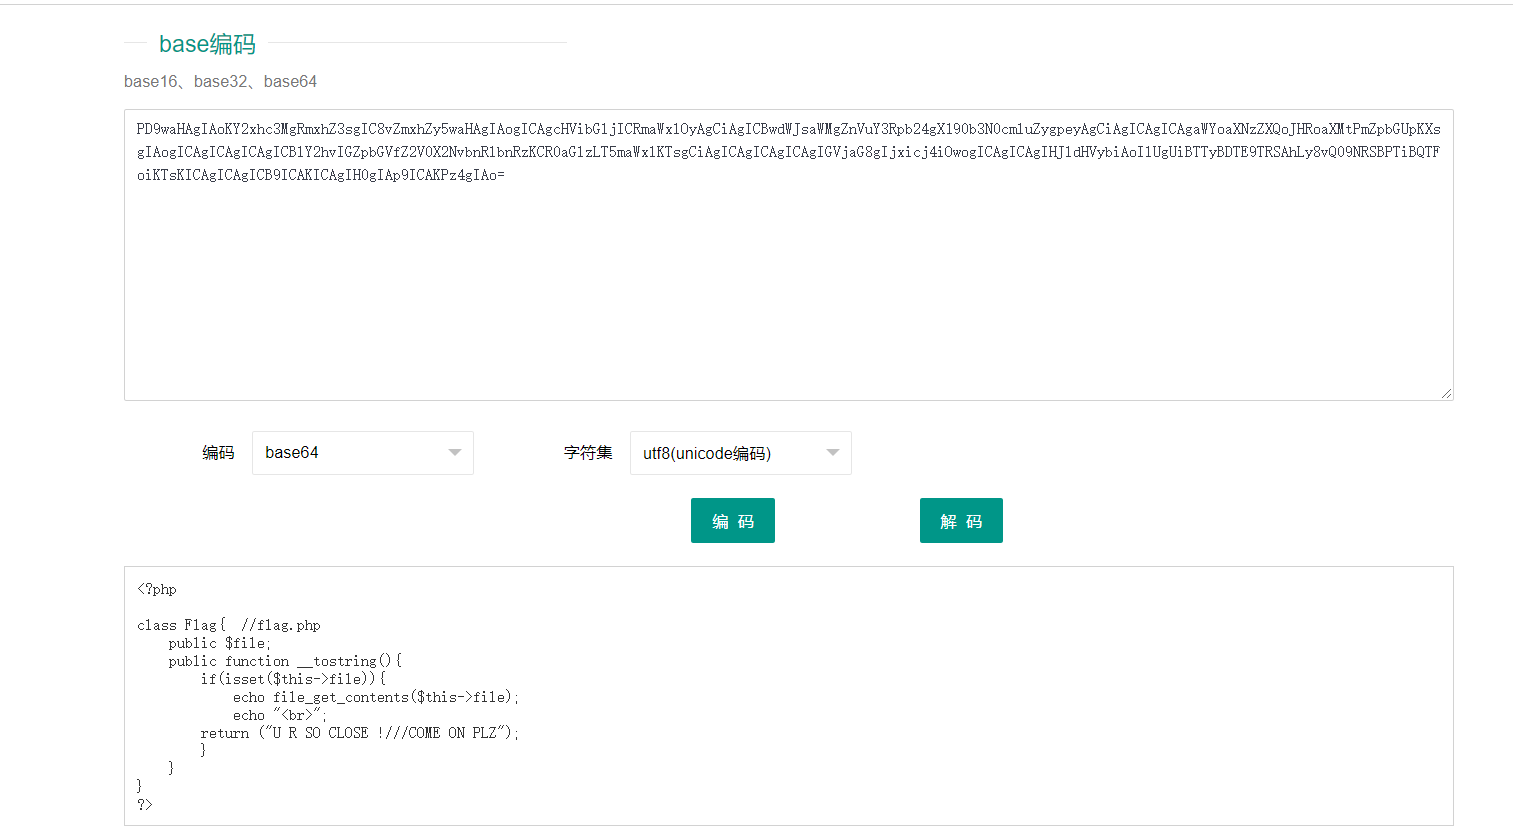 base编码
base16、base32、base64
PD9waHAgIAoKY2xhc3MgRmxhZ3sgIC8vZmxhZy5waHAgIAogICAgcHVibGljICRmaWxlOyAgCiAgICBwdWJsaWMgZnVuY3Rpb24gX190b3N0cmluZygpeyAgCiAgICAgICAgaWYoaXNzZXQoJHRoaXMtPmZpbGUpKXs
gIAogICAgICAgICAgICBlY2hvIGZpbGVfZ2V0X2NvbnRlbnRzKCR0aGlzLT5maWxlKTsgCiAgICAgICAgICAgIGVjaG8gIjxicj4iOwogICAgICAgIHJldHVybiAoIlUgUiBTTyBDTE9TRSAhLy8vQ09NRSBPTiBQTF
oiKTsKICAgICAgICB9ICAKICAgIH0gIAp9ICAKPz4gIAo=
编码
base64
字符集
utf8(unicode编码)
编 码
解 码
<?php
class Flag{  //flag.php
    public $file;
    public function __tostring(){
        if(isset($this->file)){
            echo file_get_contents($this->file);
            echo "<br>";
        return ("U R SO CLOSE !///COME ON PLZ");
        }
    }
}
?>